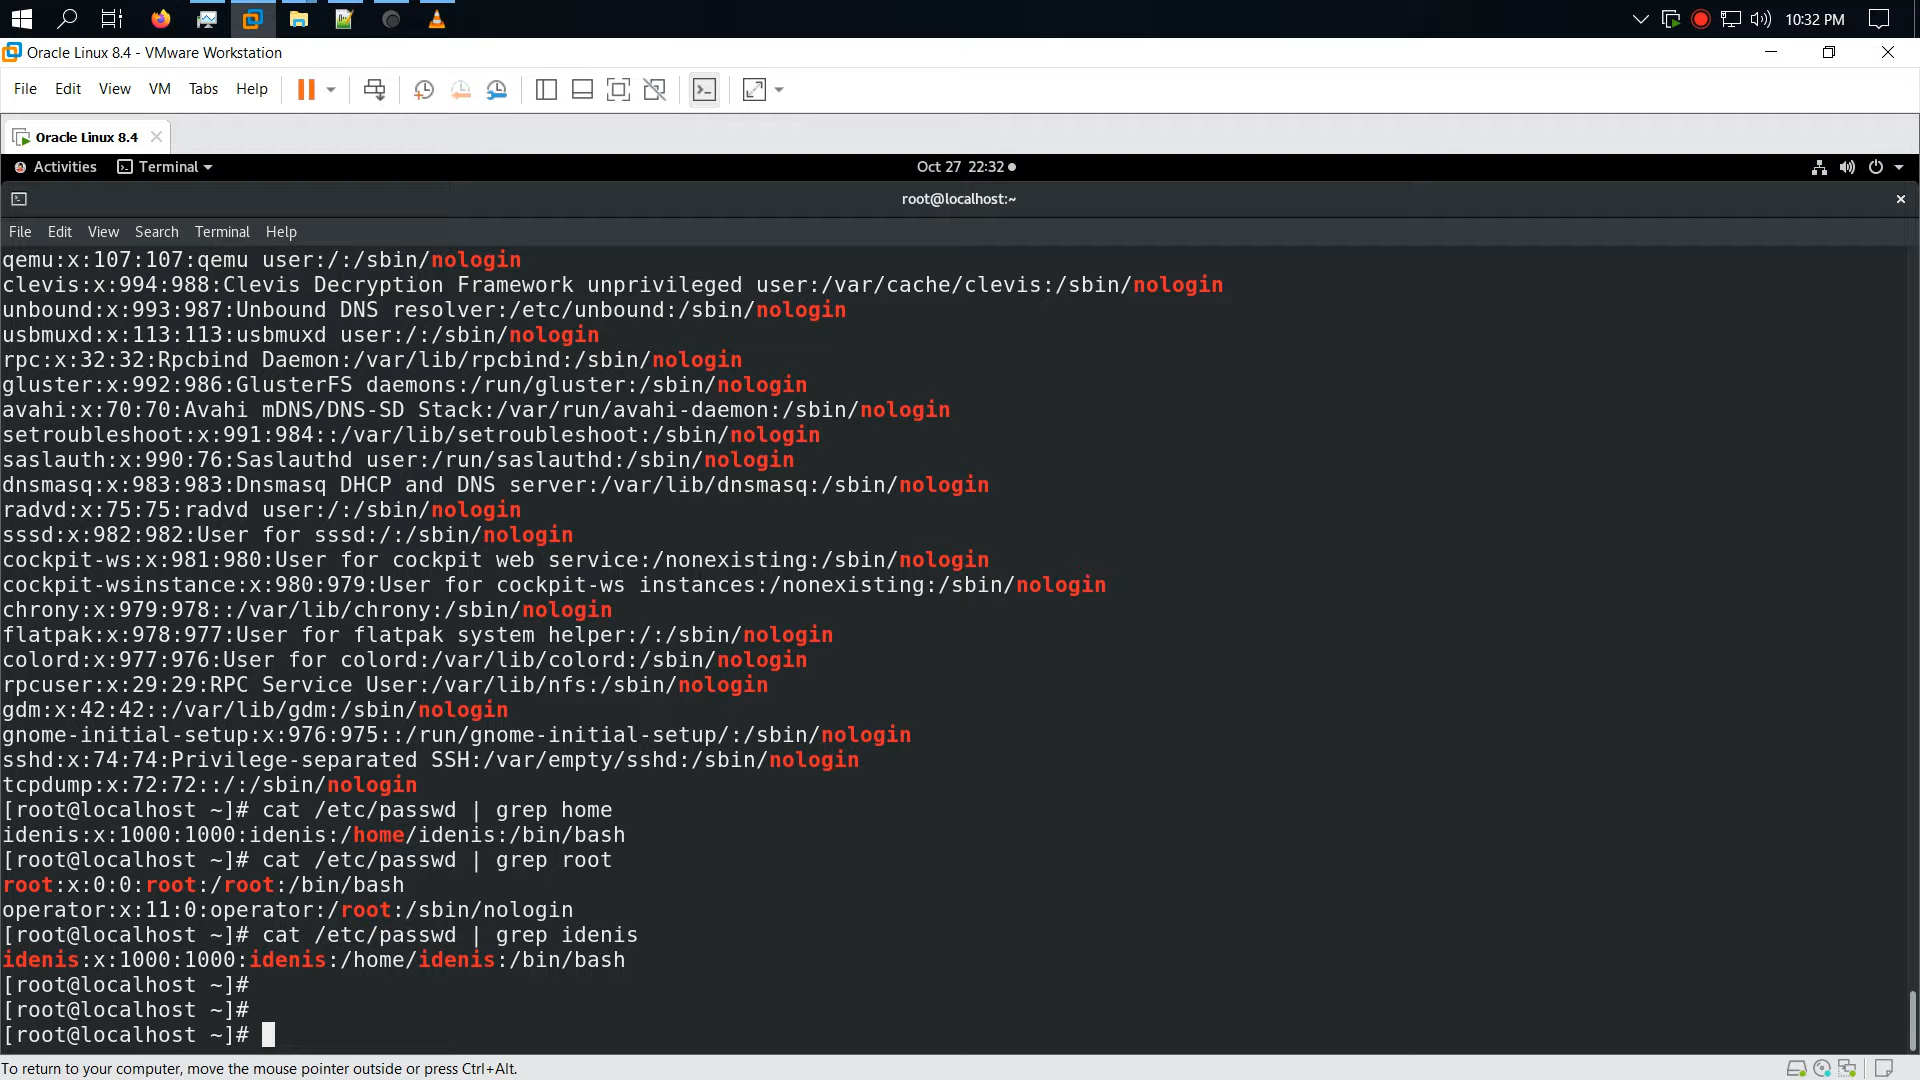 10:32 PM
Oracle Linux 8.4 - VMware Workstation
File Edit View VM Tabs Help
Oracle Linux 8.4
Activities Terminal Oct 27 22:32
root@localhost:~
File Edit View Search Terminal Help
qemu:x:107:107:qemu user:/:/sbin/nologin
clevis:x:994:988:Clevis Decryption Framework unprivileged user:/var/cache/clevis:/sbin/nologin
unbound:x:993:987:Unbound DNS resolver:/etc/unbound:/sbin/nologin
usbmuxd:x:113:113:usbmuxd user:/:/sbin/nologin
rpc:x:32:32:Rpcbind Daemon:/var/lib/rpcbind:/sbin/nologin
gluster:x:992:986:GlusterFS daemons:/run/gluster:/sbin/nologin
avahi:x:70:70:Avahi mDNS/DNS-SD Stack:/var/run/avahi-daemon:/sbin/nologin
setroubleshoot:x:991:984::/var/lib/setroubleshoot:/sbin/nologin
saslauth:x:990:76:Saslauthd user:/run/saslauthd:/sbin/nologin
dnsmasq:x:983:983:Dnsmasq DHCP and DNS server:/var/lib/dnsmasq:/sbin/nologin
radvd:x:75:75:radvd user:/:/sbin/nologin
sssd:x:982:982:User for sssd:/:/sbin/nologin
cockpit-ws:x:981:980:User for cockpit web service:/nonexisting:/sbin/nologin
cockpit-wsinstance:x:980:979:User for cockpit-ws instances:/nonexisting:/sbin/nologin
chrony:x:979:978::/var/lib/chrony:/sbin/nologin
flatpak:x:978:977:User for flatpak system helper:/:/sbin/nologin
colord:x:977:976:User for colord:/var/lib/colord:/sbin/nologin
rpcuser:x:29:29:RPC Service User:/var/lib/nfs:/sbin/nologin
gdm:x:42:42::/var/lib/gdm:/sbin/nologin
gnome-initial-setup:x:976:975::/run/gnome-initial-setup/:/sbin/nologin
sshd:x:74:74:Privilege-separated SSH:/var/empty/sshd:/sbin/nologin
tcpdump:x:72:72::/:/sbin/nologin
[root@localhost ~]# cat /etc/passwd | grep home
idenis:x:1000:1000:idenis:/home/idenis:/bin/bash
[root@localhost ~]# cat /etc/passwd | grep root
root:x:0:0:root:/root:/bin/bash
operator:x:11:0:operator:/root:/sbin/nologin
[root@localhost ~]# cat /etc/passwd | grep idenis
idenis:x:1000:1000:idenis:/home/idenis:/bin/bash
[root@localhost ~]#
[root@localhost ~]#
[root@localhost ~]#
To return to your computer, move the mouse pointer outside or press Ctrl+Alt.